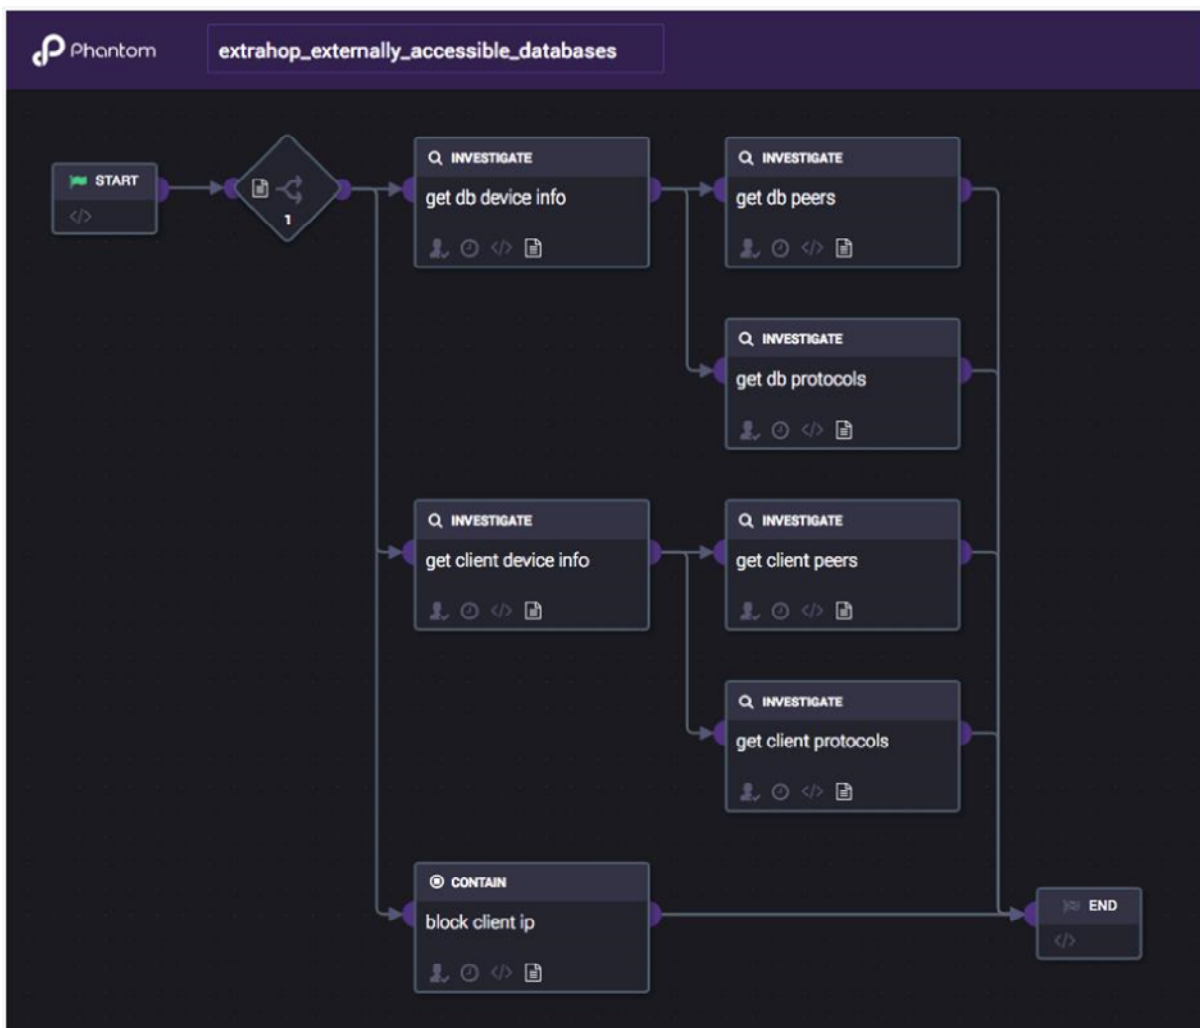 Phantom
extrahop_externally_accessible_databases
START
</>
1
INVESTIGATE
get db device info
</>
INVESTIGATE
get db peers
</>
INVESTIGATE
get db protocols
</>
INVESTIGATE
get client device info
</>
INVESTIGATE
get client peers
</>
INVESTIGATE
get client protocols
</>
CONTAIN
block client ip
</>
END
</>